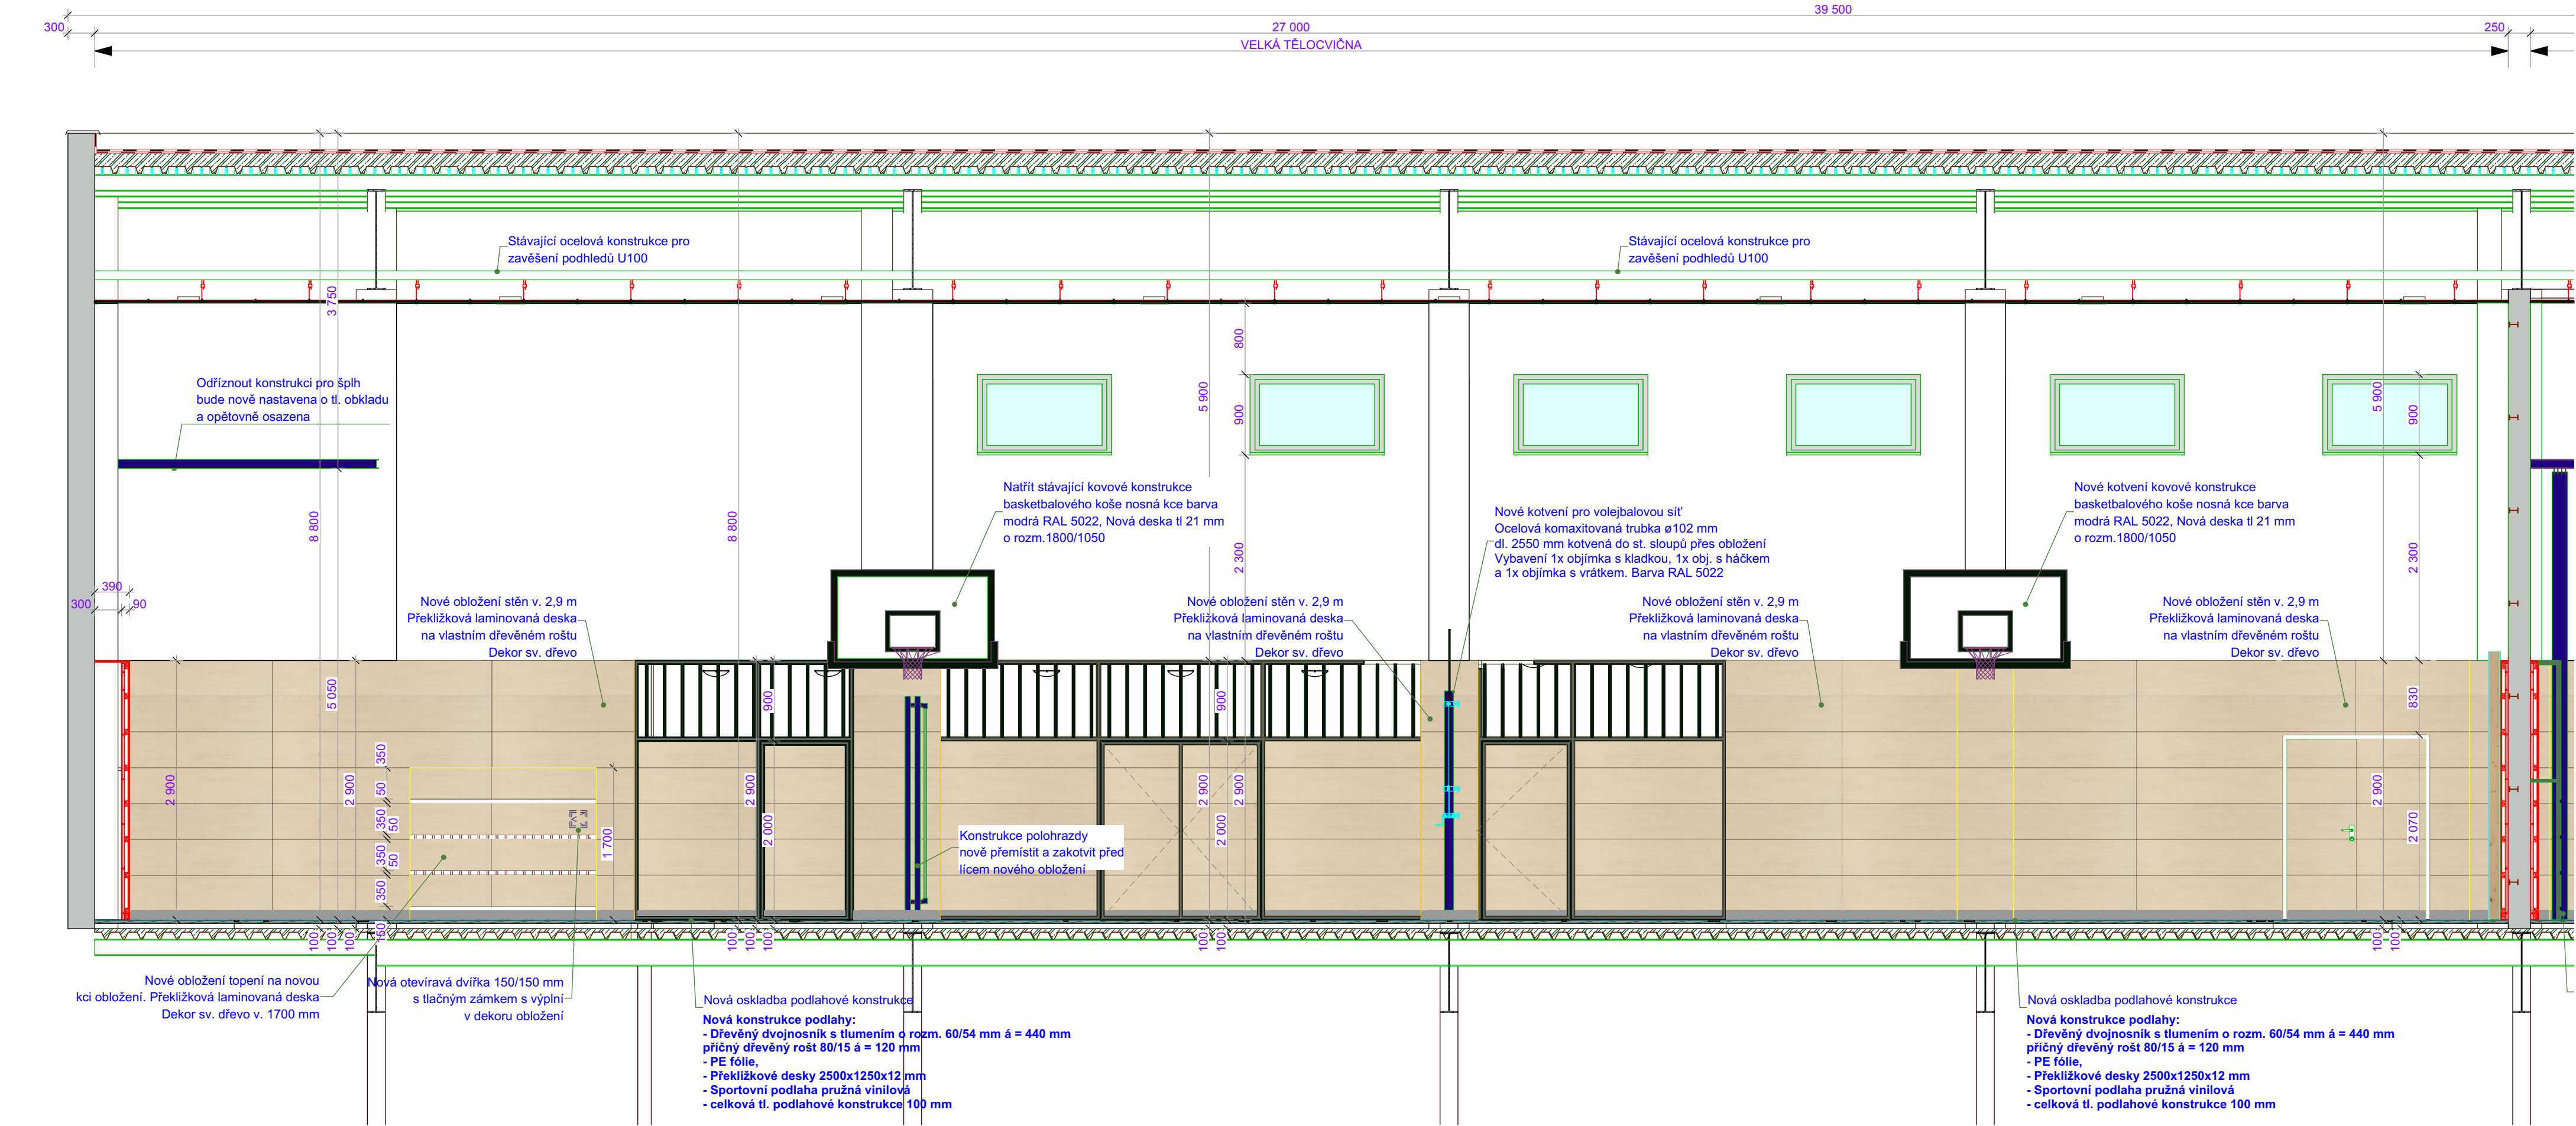 39 500
300
27 000
250
VELKÁ TĚLOCVIČNA
Stávající ocelová konstrukce pro
zavěšení podhledů U100
Stávající ocelová konstrukce pro
zavěšení podhledů U100
3 750
800
Odříznout konstrukci pro šplh
bude nově nastavena o tl. obkladu
a opětovně osazena
5 900
900
5 900
900
8 800
8 800
Natřít stávající kovové konstrukce
basketbalového koše nosná kce barva
modrá RAL 5022, Nová deska tl 21 mm
o rozm.1800/1050
2 300
Nové kotvení pro volejbalovou síť
Ocelová komaxitovaná trubka ø102 mm
dl. 2550 mm kotvená do st. sloupů přes obložení
Vybavení 1x objímka s kladkou, 1x obj. s háčkem
a 1x objímka s vrátkem. Barva RAL 5022
Nové kotvení kovové konstrukce
basketbalového koše nosná kce barva
modrá RAL 5022, Nová deska tl 21 mm
o rozm.1800/1050
2 300
390
300
90
Nové obložení stěn v. 2,9 m
Překližková laminovaná deska
na vlastním dřevěném roštu
Dekor sv. dřevo
Nové obložení stěn v. 2,9 m
Překližková laminovaná deska
na vlastním dřevěném roštu
Dekor sv. dřevo
Nové obložení stěn v. 2,9 m
Překližková laminovaná deska
na vlastním dřevěném roštu
Dekor sv. dřevo
Nové obložení stěn v. 2,9 m
Překližková laminovaná deska
na vlastním dřevěném roštu
Dekor sv. dřevo
5 050
900
900
830
2 900
2 900
350
50
350
50
350
50
350
150
1 700
2 900
2 000
2 900
2 000
2 900
2 900
2 070
Konstrukce polohrazdy
nově přemístit a zakotvit před
lícem nového obložení
100
100
100
100
100
100
100
100
100
100
Nové obložení topení na novou
kci obložení. Překližková laminovaná deska
Dekor sv. dřevo v. 1700 mm
Nová otevíravá dvířka 150/150 mm
s tlačným zámkem s výplní
v dekoru obložení
Nová oskladba podlahové konstrukce
Nová konstrukce podlahy:
- Dřevěný dvojnosník s tlumením o rozm. 60/54 mm á = 440 mm
příčný dřevěný rošt 80/15 á = 120 mm
- PE fólie,
- Překližkové desky 2500x1250x12 mm
- Sportovní podlaha pružná vinilová
- celková tl. podlahové konstrukce 100 mm
Nová oskladba podlahové konstrukce
Nová konstrukce podlahy:
- Dřevěný dvojnosník s tlumením o rozm. 60/54 mm á = 440 mm
příčný dřevěný rošt 80/15 á = 120 mm
- PE fólie,
- Překližkové desky 2500x1250x12 mm
- Sportovní podlaha pružná vinilová
- celková tl. podlahové konstrukce 100 mm